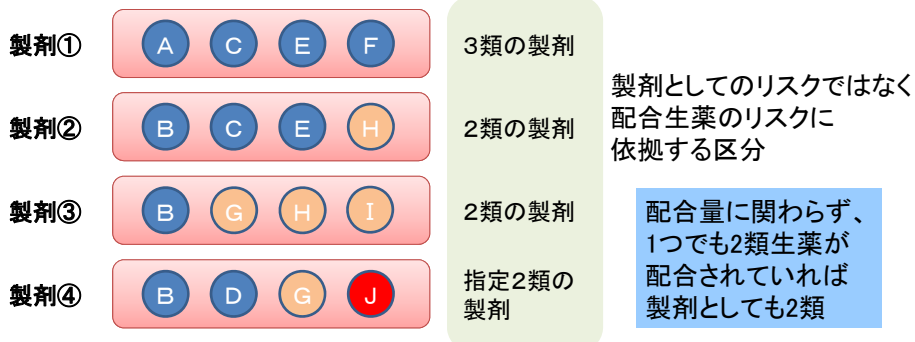 製剤① A C E F 3類の製剤
製剤② B C E H 2類の製剤
製剤③ B G H I 2類の製剤
製剤④ B D G J 指定2類の
製剤
製剤としてのリスクではなく
配合生薬のリスクに
依拠する区分
配合量に関わらず、
1つでも2類生薬が
配合されていれば
製剤としても2類